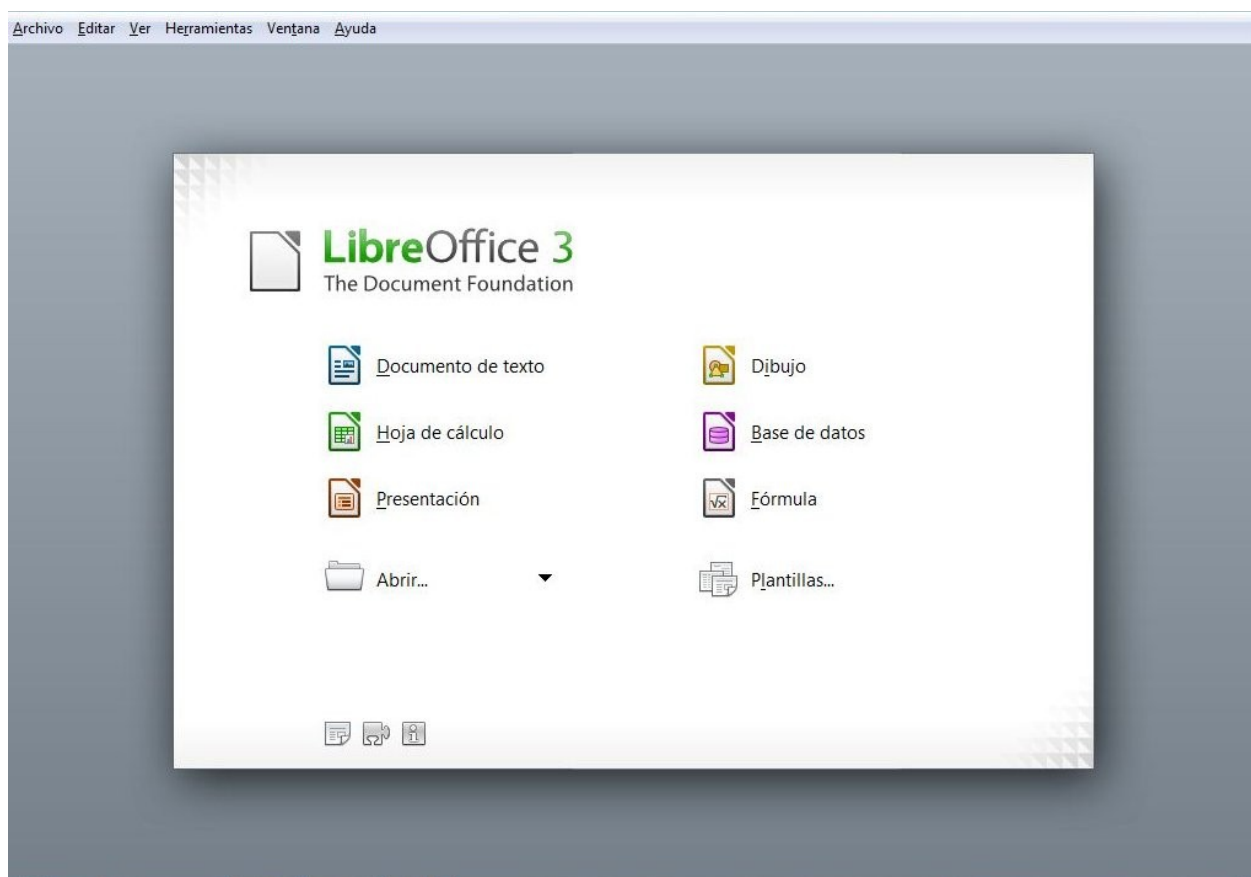 Archivo Editar Ver Herramientas Ventana Ayuda
LibreOffice 3
The Document Foundation
Documento de texto
Dibujo
Hoja de cálculo
Base de datos
Presentación
Fórmula
Abrir...
Plantillas...